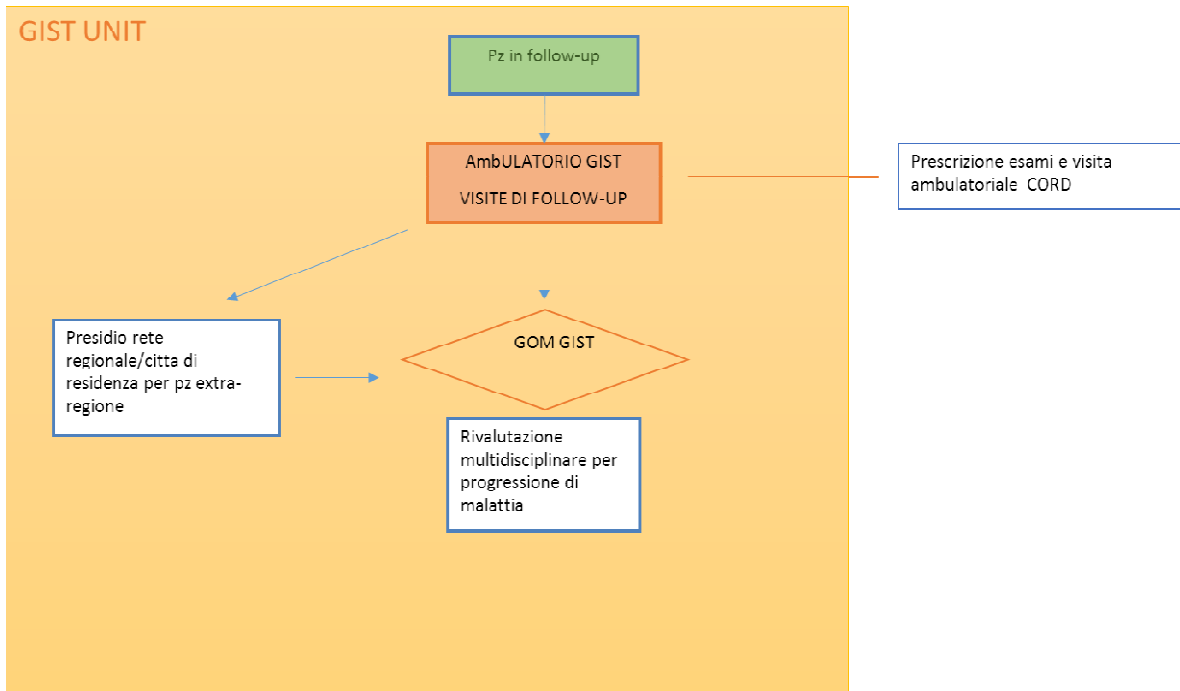 GIST UNIT
Pz in follow-up
AmbULATORIO GIST
VISITE DI FOLLOW-UP
Prescrizione esami e visita
ambulatoriale CORD
Presidio rete
regionale/citta di
residenza per pz extra-
regione
GOM GIST
Rivalutazione
multidisciplinare per
progressione di
malattia